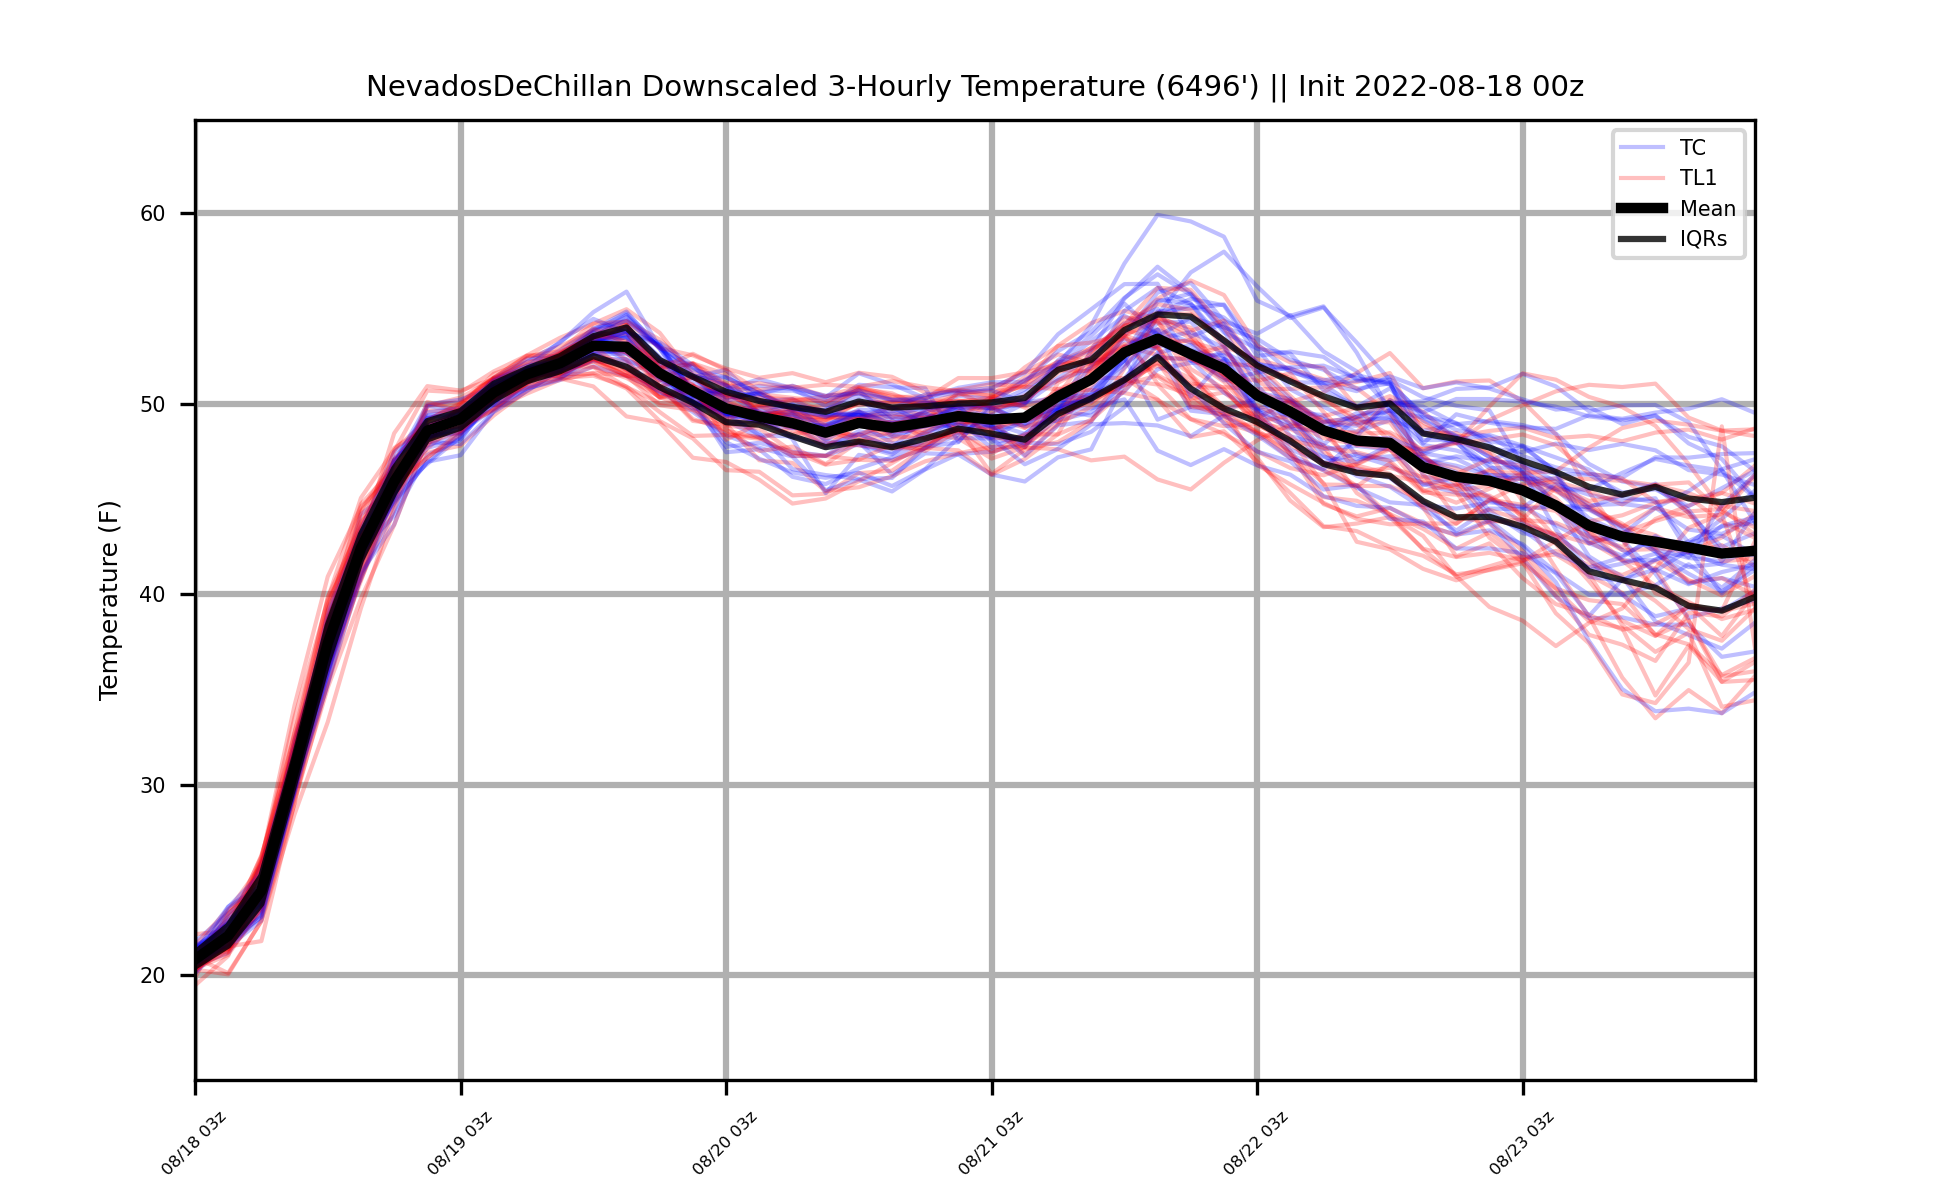 NevadosDeChillan Downscaled 3-Hourly Temperature (6496') || Init 2022-08-18 00z
TC
TL1
Mean
IQRs
Temperature (F)
60
50
40
30
20
08/18 03z
08/19 03z
08/20 03z
08/21 03z
08/22 03z
08/23 03z